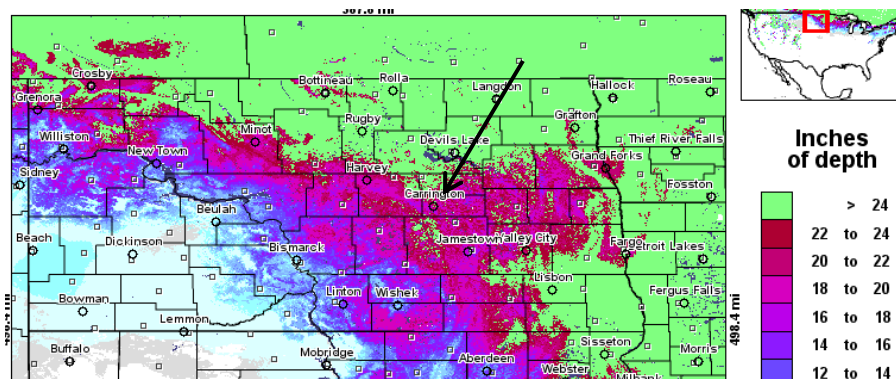 Crosby
Bottineau
Rolla
Langdon
Hallock
Roseau
Grenora
Grafton
Rugby
Minot
Williston
Devils Lake
Thief River Falls
New Town
Grand Forks
Sidney
Harvey
Fosston
Carrington
Beulah
Beach
Dickinson
Jamestown
Valley City
Fargo
Detroit Lakes
Bismarck
Lisbon
Bowman
Linton
Wishek
Fergus Falls
Lemmon
Buffalo
Mobridge
Aberdeen
Sisseton
Morris
Webster
498.4 mi
Inches
of depth
> 24
22 to 24
20 to 22
18 to 20
16 to 18
14 to 16
12 to 14